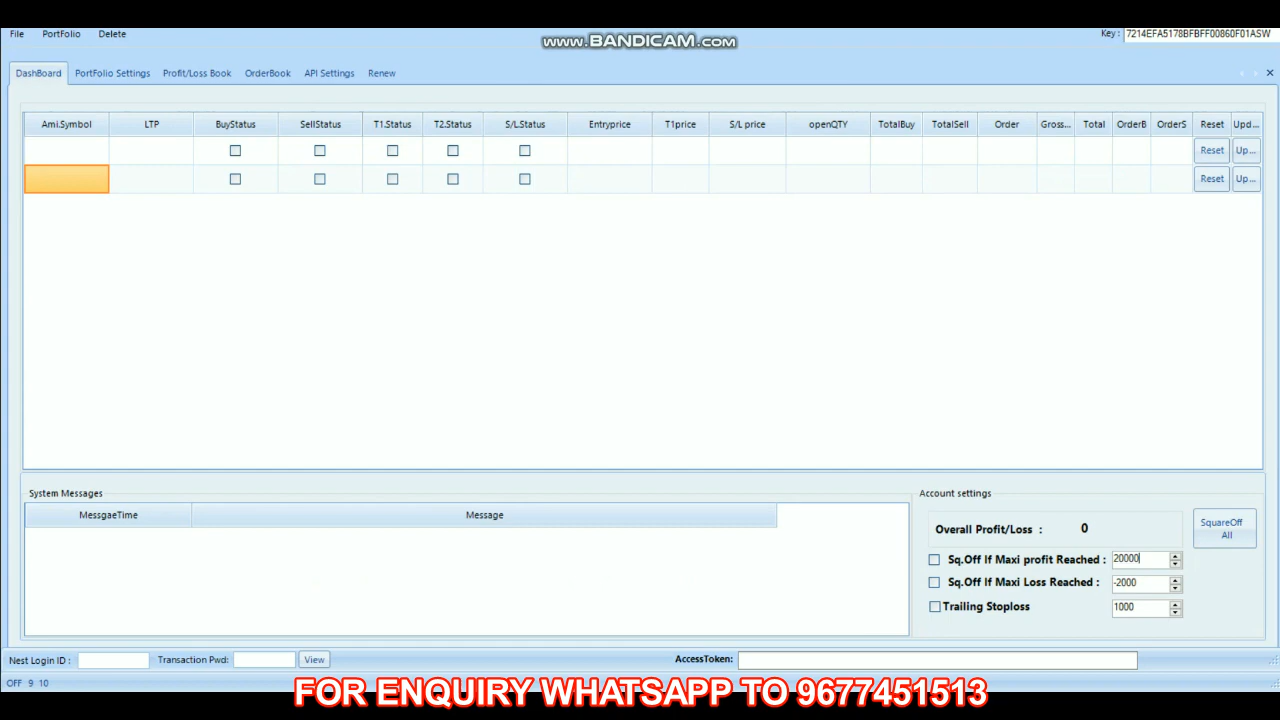 File PortFolio Delete
www.BANDICAM.com
Key : 7214EFA5178BFBFF00860F01ASW
DashBoard PortFolio Settings Profit/Loss Book OrderBook API Settings Renew
Ami.Symbol LTP BuyStatus SellStatus T1.Status T2.Status S/L.Status Entryprice T1price S/L price openQTY TotalBuy TotalSell Order Gross... Total OrderB OrderS Reset Upd...
Reset Up...
Reset Up...
System Messages
MessgaeTime Message
Account settings
Overall Profit/Loss : 0
SquareOff All
Sq.Off If Maxi profit Reached : 20000
Sq.Off If Maxi Loss Reached : -2000
Trailing Stoploss 1000
Nest Login ID : Transaction Pwd: View AccessToken:
OFF 9 10
FOR ENQUIRY WHATSAPP TO 9677451513